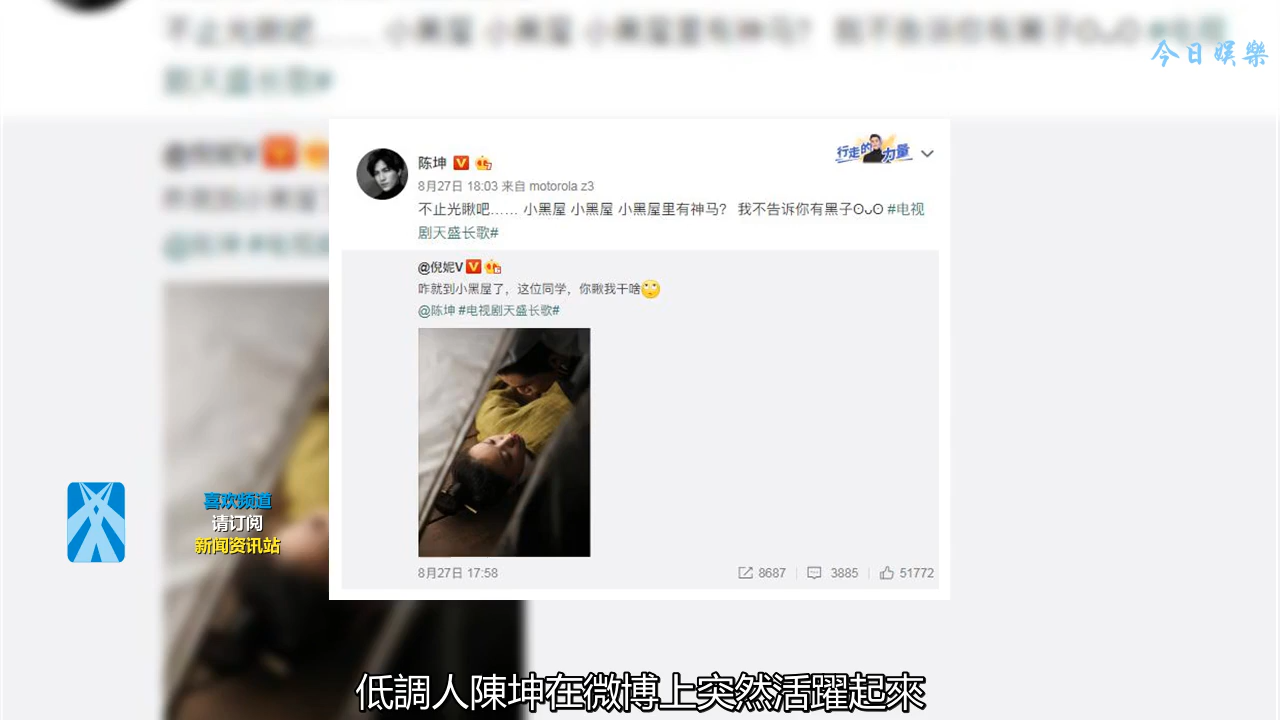 今日娱樂
行走的力量
陈坤
8月27日 18:03 来自 motorola z3
不止光瞅吧…… 小黑屋 小黑屋 小黑屋里有神马? 我不告诉你有黑子ʘᴗʘ #电视
剧天盛长歌#
@倪妮V
咋就到小黑屋了，这位同学，你瞅我干啥🙄
@陈坤 #电视剧天盛长歌#
8月27日 17:58
8687
3885
51772
喜欢频道
请订阅
新闻资讯站
低調人陳坤在微博上突然活躍起來